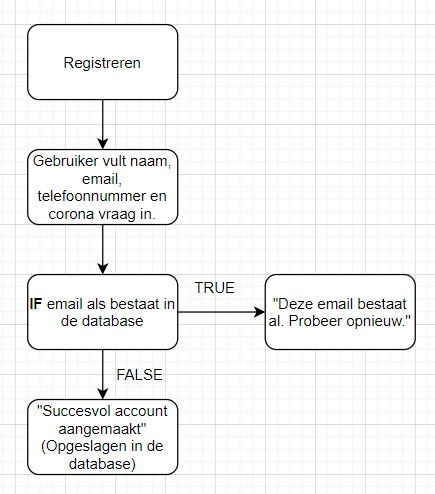 Registreren
Gebruiker vult naam,
email,
telefoonnummer en
corona vraag in.
IF email als bestaat in
de database
TRUE
"Deze email bestaat
al. Probeer opnieuw."
FALSE
"Succesvol account
aangemaakt"
(Opgeslagen in de
database)